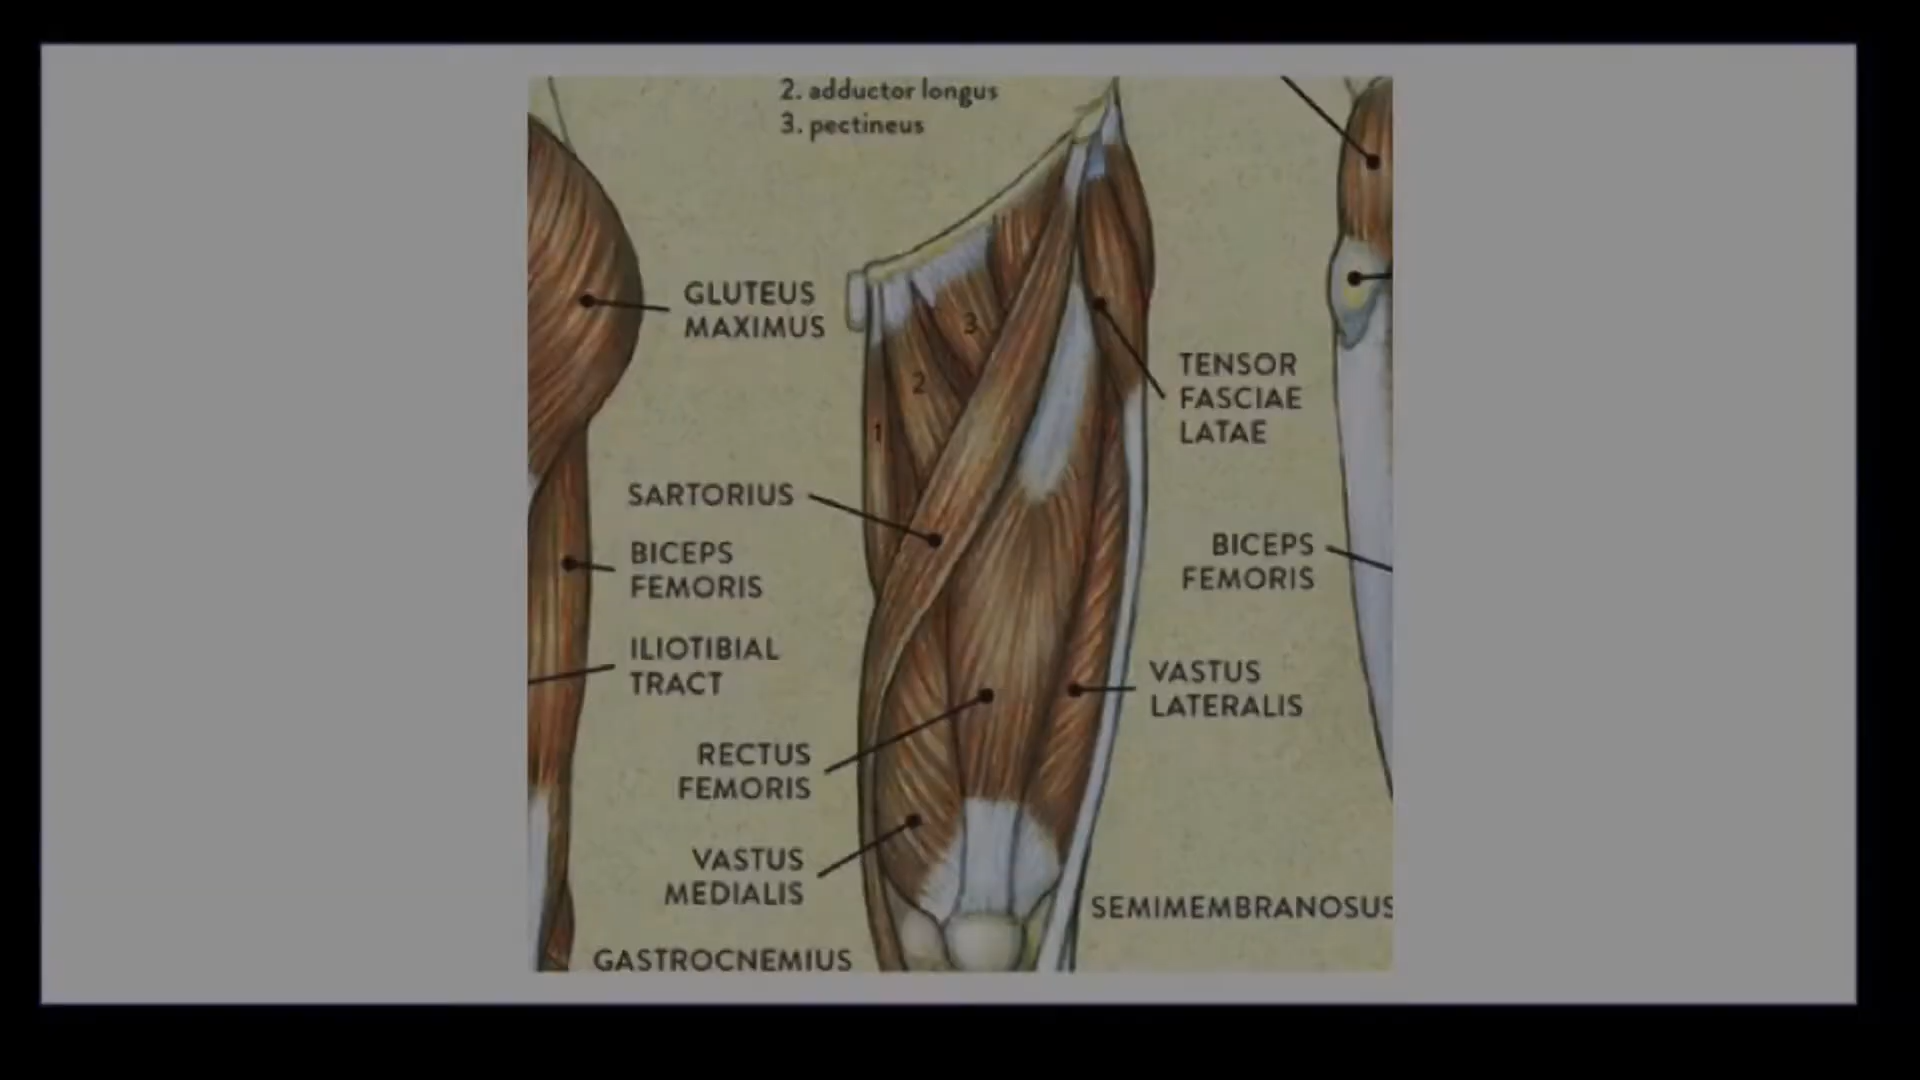 2. adductor longus
3. pectineus
GLUTEUS
MAXIMUS
3
2
1
TENSOR
FASCIAE
LATAE
SARTORIUS
BICEPS
FEMORIS
BICEPS
FEMORIS
ILIOTIBIAL
TRACT
VASTUS
LATERALIS
RECTUS
FEMORIS
VASTUS
MEDIALIS
SEMIMEMBRANOSUS
GASTROCNEMIUS